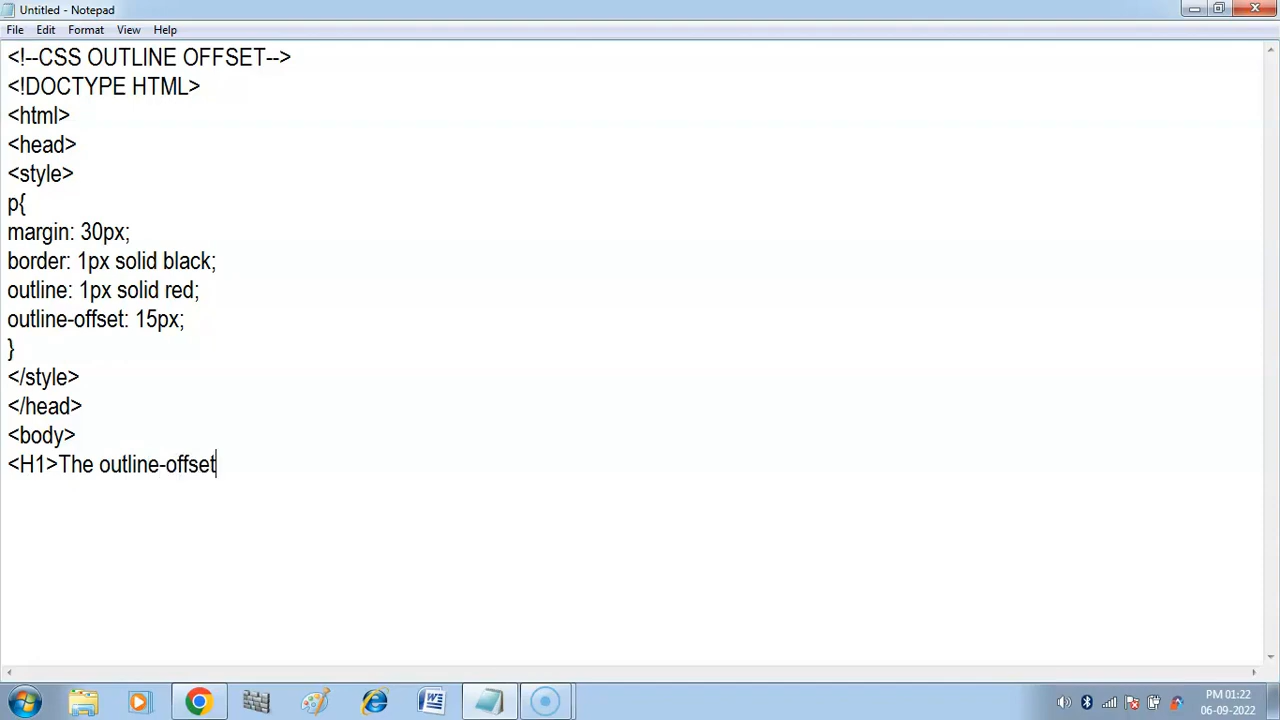 Untitled - Notepad
File Edit Format View Help
<!--CSS OUTLINE OFFSET-->
<!DOCTYPE HTML>
<html>
<head>
<style>
p{
margin: 30px;
border: 1px solid black;
outline: 1px solid red;
outline-offset: 15px;
}
</style>
</head>
<body>
<H1>The outline-offset
PM 01:22
06-09-2022